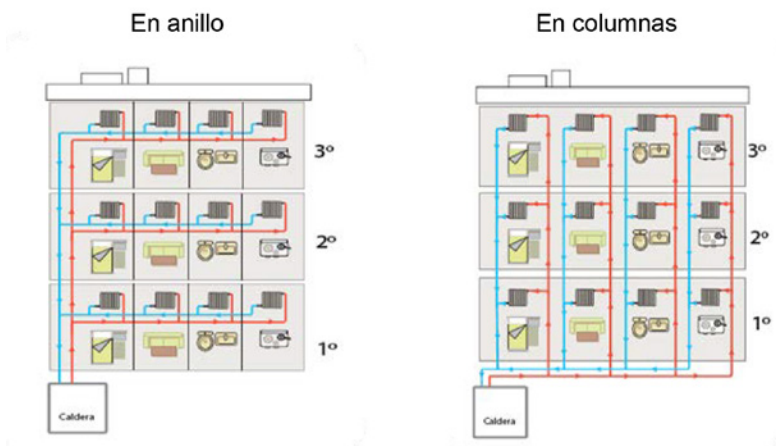 En anillo
3º
2º
1º
Caldera
En columnas
3º
2º
1º
Caldera